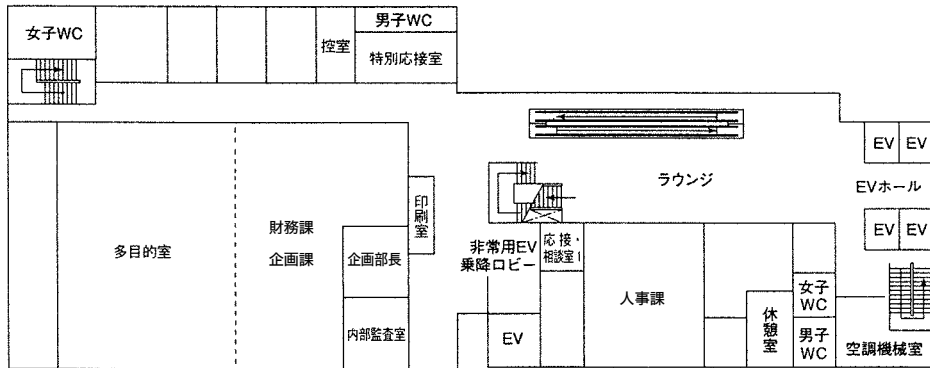 女子WC
控室
男子WC
特別応接室
EV
EV
ラウンジ
EVホール
EV
EV
印刷室
多目的室
財務課
企画課
企画部長
内部監査室
非常用EV
乗降ロビー
EV
応接・
相談室1
人事課
休憩室
女子
WC
男子
WC
空調機械室